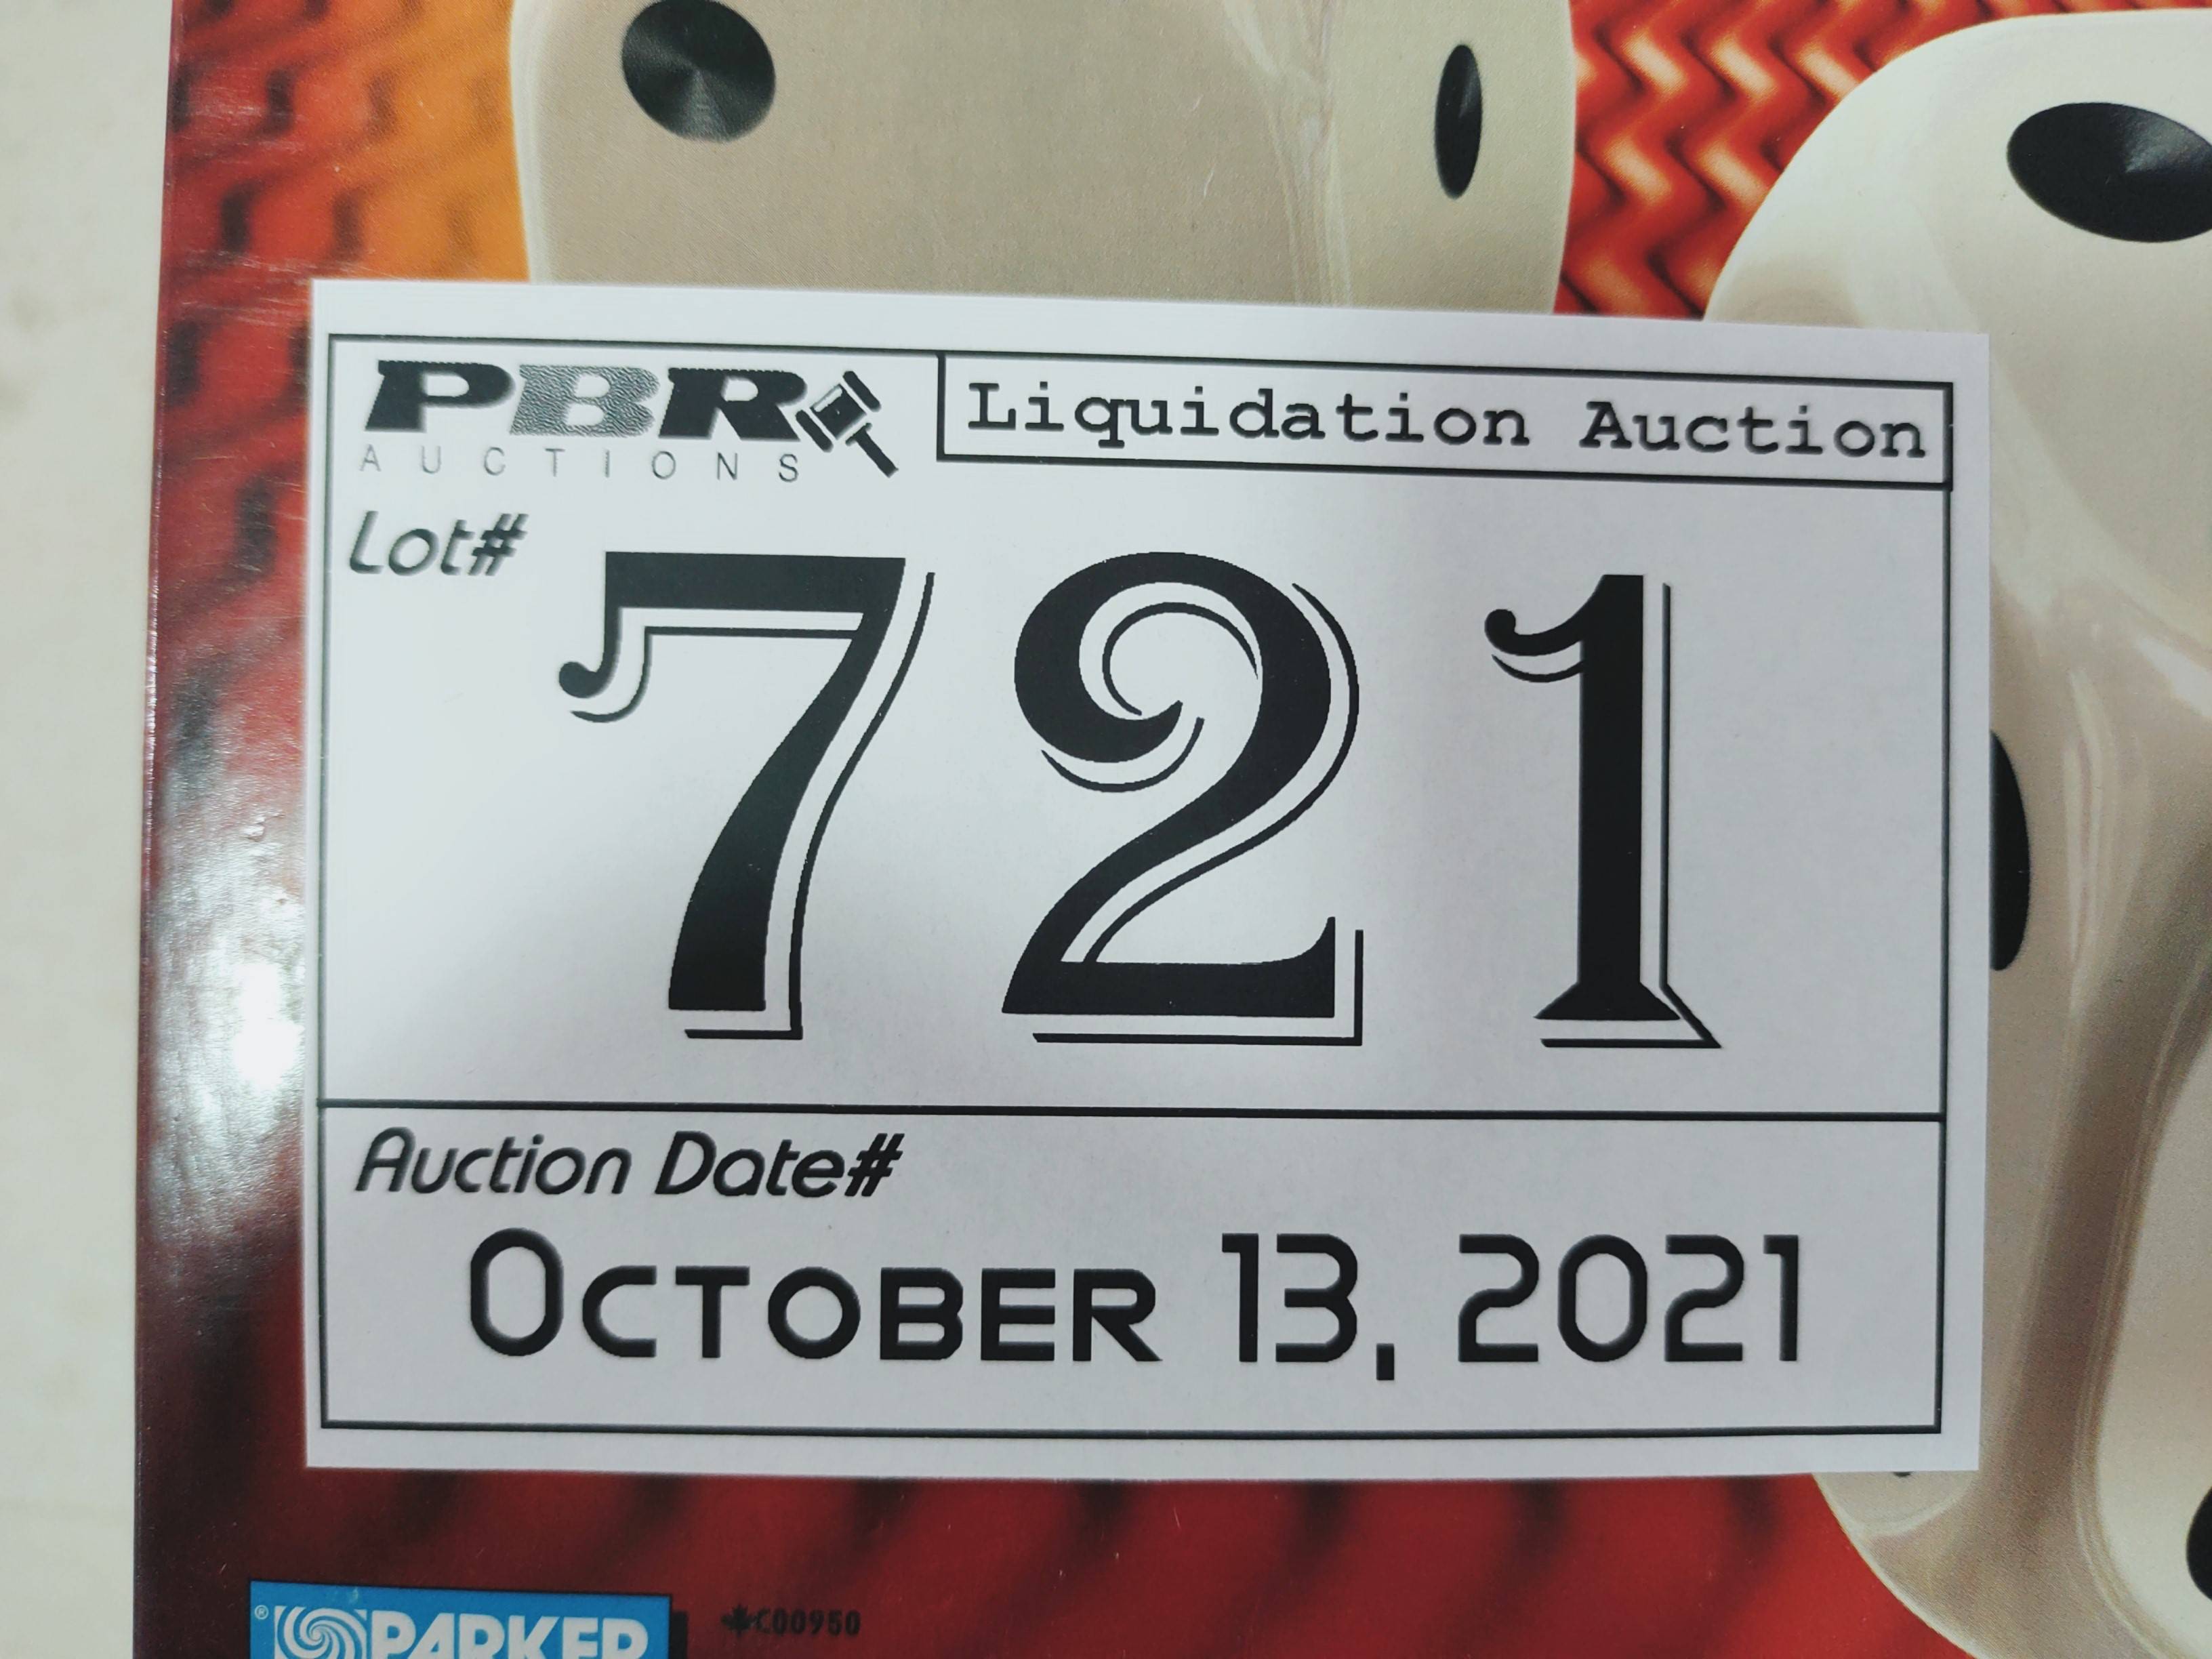 PBR
AUCTIONS
Liquidation Auction
Lot#
721
Auction Date#
OCTOBER 13, 2021
® PARKER
C00950